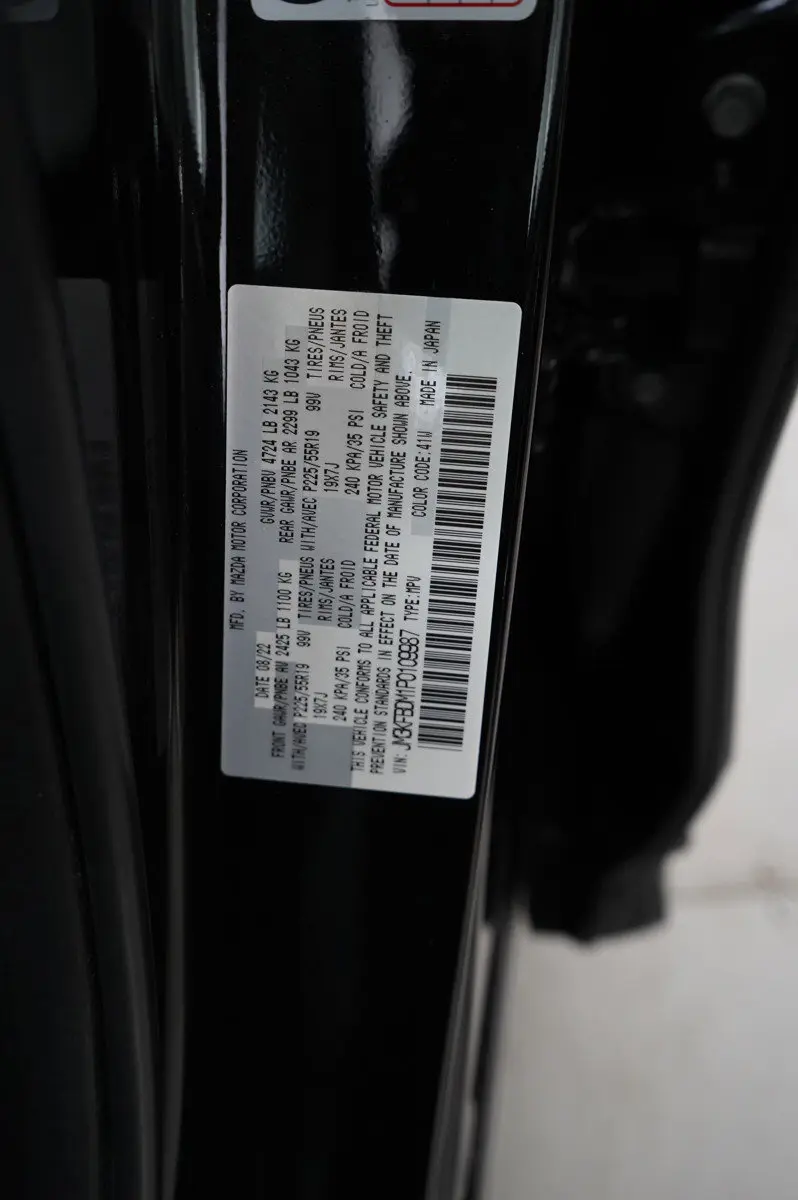 MFD. BY MAZDA MOTOR CORPORATION
DATE 08/22 GVWR/PNBV 4724 LB 2143 KG
FRONT GAWR/PNBE AV 2425 LB 1100 KG REAR GAWR/PNBE AR 2299 LB 1043 KG
WITH/AVEC P225/55R19 99V TIRES/PNEUS WITH/AVEC P225/55R19 99V TIRES/PNEUS
19X7J RIMS/JANTES 19X7J RIMS/JANTES
240 KPA/35 PSI COLD/A FROID 240 KPA/35 PSI COLD/A FROID
THIS VEHICLE CONFORMS TO ALL APPLICABLE FEDERAL MOTOR VEHICLE SAFETY AND THEFT
PREVENTION STANDARDS IN EFFECT ON THE DATE OF MANUFACTURE SHOWN ABOVE.
VIN: JM3KFBDM1P0109987 TYPE:MPV COLOR CODE:41W MADE IN JAPAN